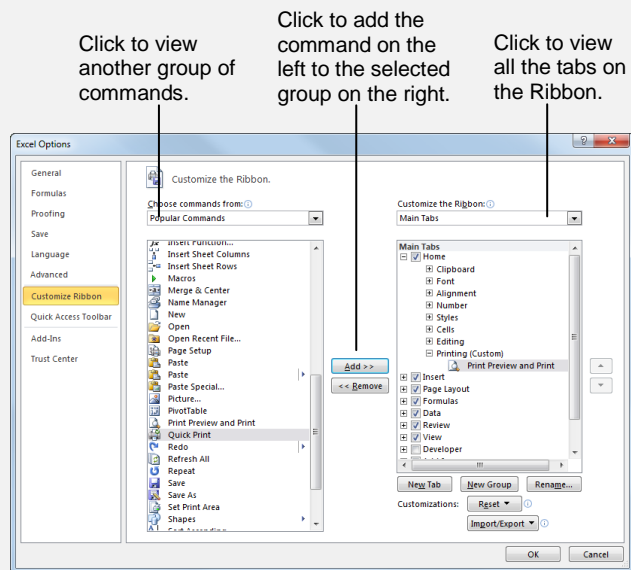 Click to view
another group of
commands.
Click to add the
command on the
left to the selected
group on the right.
Click to view
all the tabs on
the Ribbon.
Excel Options
General
Formulas
Proofing
Save
Language
Advanced
Customize Ribbon
Quick Access Toolbar
Add-Ins
Trust Center
Customize the Ribbon.
Choose commands from:
Popular Commands
Insert Function...
Insert Sheet Columns
Insert Sheet Rows
Macros
Merge & Center
Name Manager
New
Open
Open Recent File...
Page Setup
Paste
Paste
Paste Special...
Picture...
PivotTable
Print Preview and Print
Quick Print
Redo
Refresh All
Repeat
Save
Save As
Set Print Area
Shapes
Sort Ascending
Add >>
<< Remove
Customize the Ribbon:
Main Tabs
Main Tabs
Home
Clipboard
Font
Alignment
Number
Styles
Cells
Editing
Printing (Custom)
Print Preview and Print
Insert
Page Layout
Formulas
Data
Review
View
Developer
New Tab
New Group
Rename...
Customizations:
Reset
Import/Export
OK
Cancel